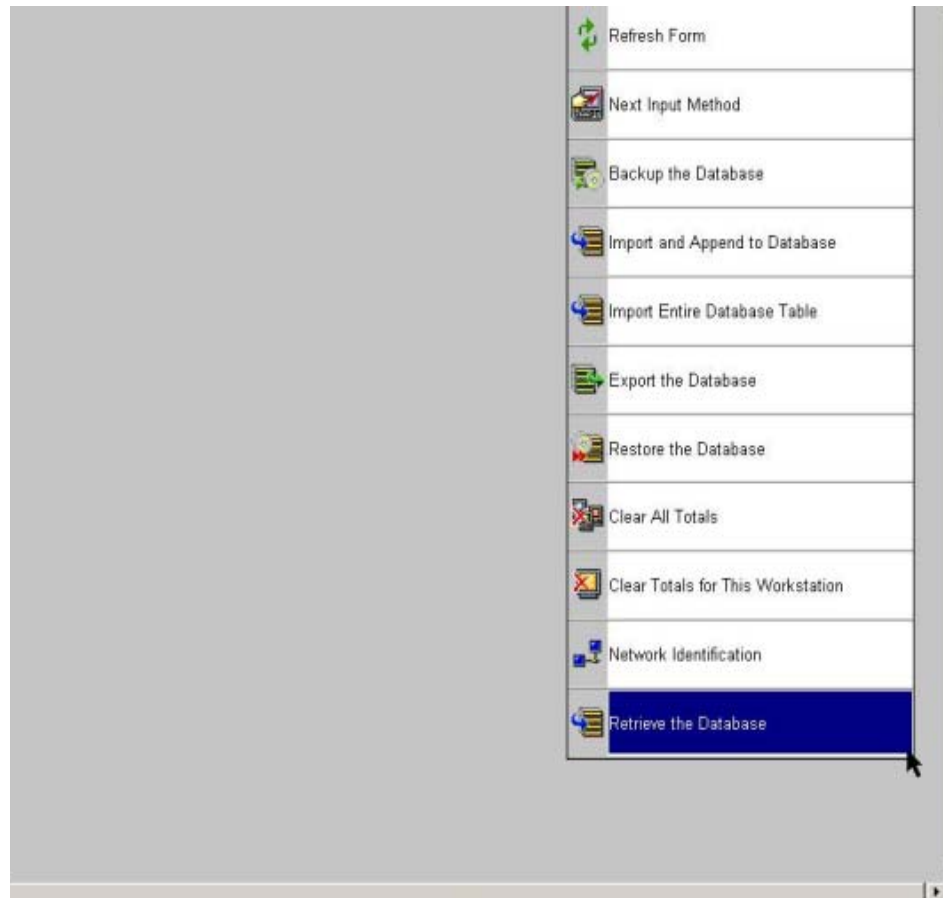 Refresh Form
Next Input Method
Backup the Database
Import and Append to Database
Import Entire Database Table
Export the Database
Restore the Database
Clear All Totals
Clear Totals for This Workstation
Network Identification
Retrieve the Database